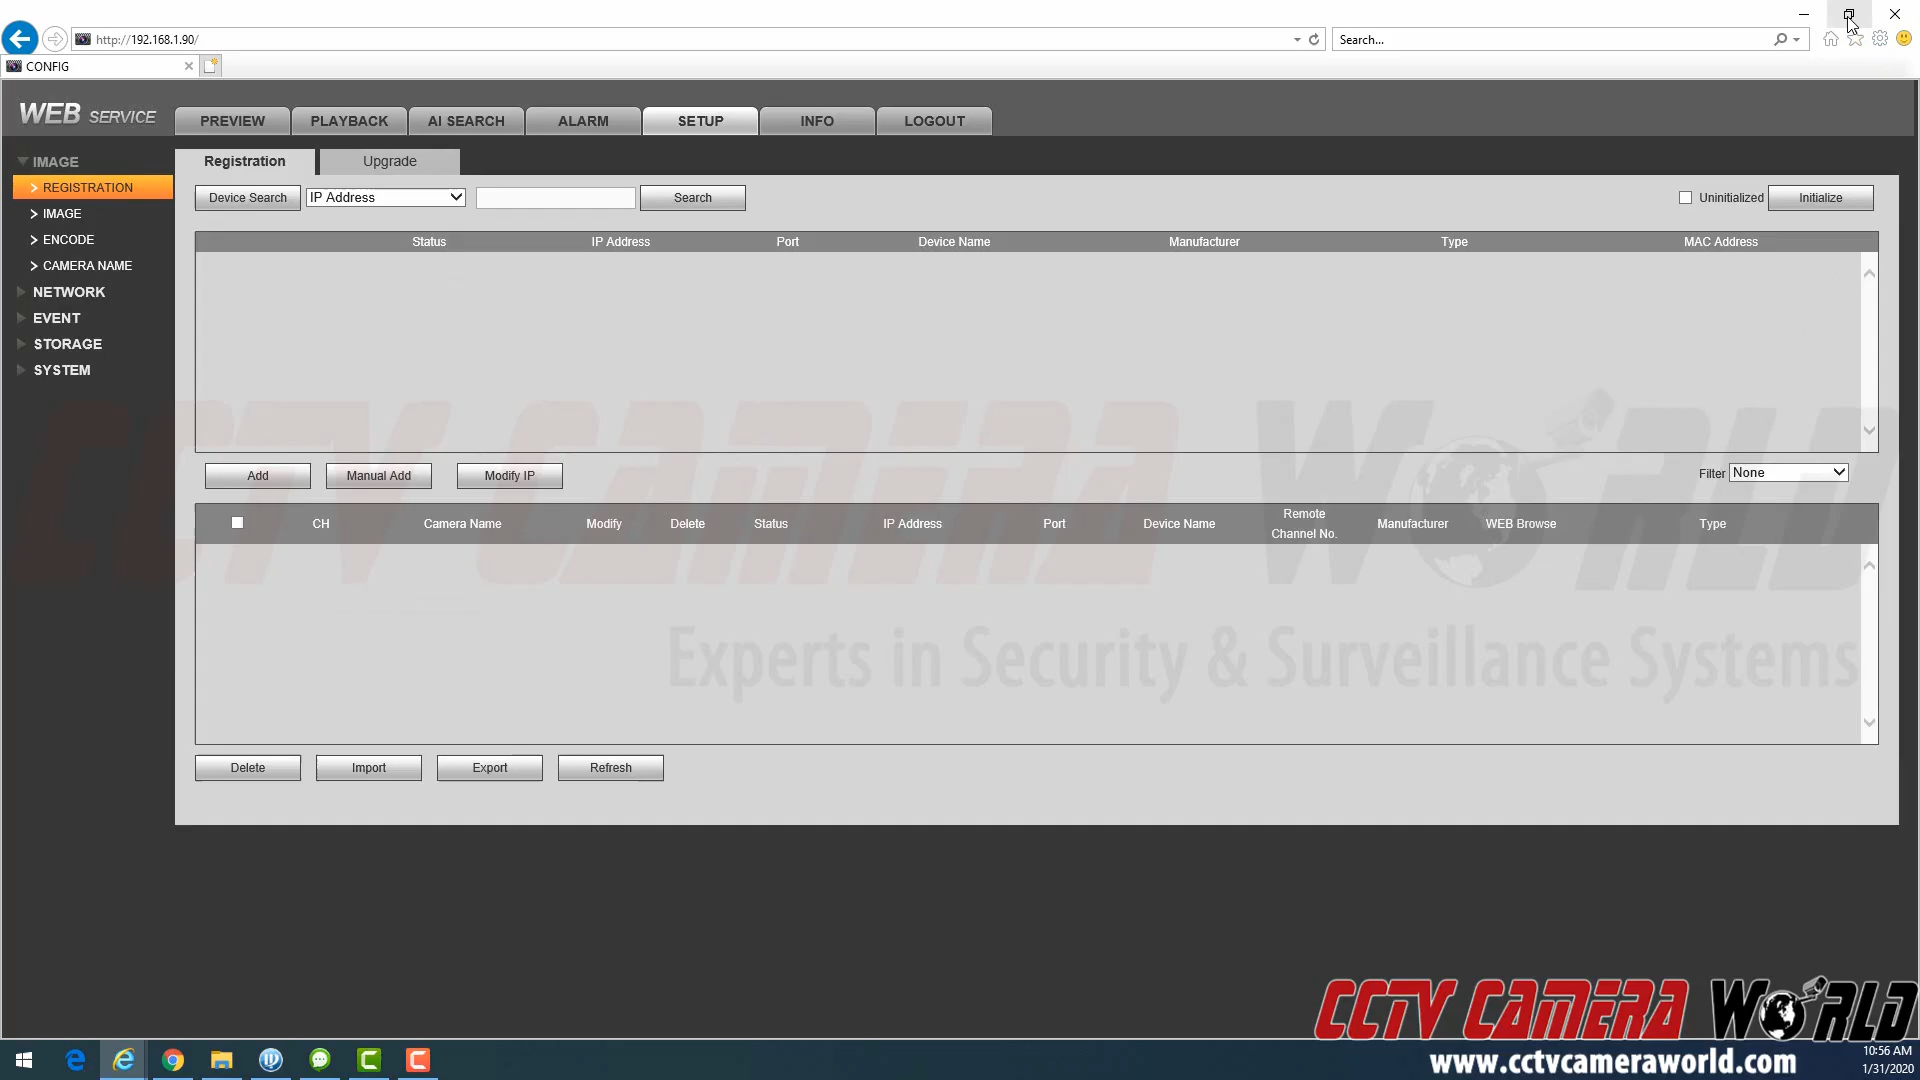 http://192.168.1.90/
Search...
CONFIG
WEB SERVICE
PREVIEW
PLAYBACK
AI SEARCH
ALARM
SETUP
INFO
LOGOUT
IMAGE
REGISTRATION
IMAGE
ENCODE
CAMERA NAME
NETWORK
EVENT
STORAGE
SYSTEM
Registration
Upgrade
Device Search
IP Address
Search
Uninitialized
Initialize
Status
IP Address
Port
Device Name
Manufacturer
Type
MAC Address
Add
Manual Add
Modify IP
Filter
None
CH
Camera Name
Modify
Delete
Status
IP Address
Port
Device Name
Remote
Channel No.
Manufacturer
WEB Browse
Type
CCTV CAMERA WORLD
Experts in Security & Surveillance Systems
Delete
Import
Export
Refresh
CCTV CAMERA WORLD
www.cctvcameraworld.com
10:56 AM
1/31/2020